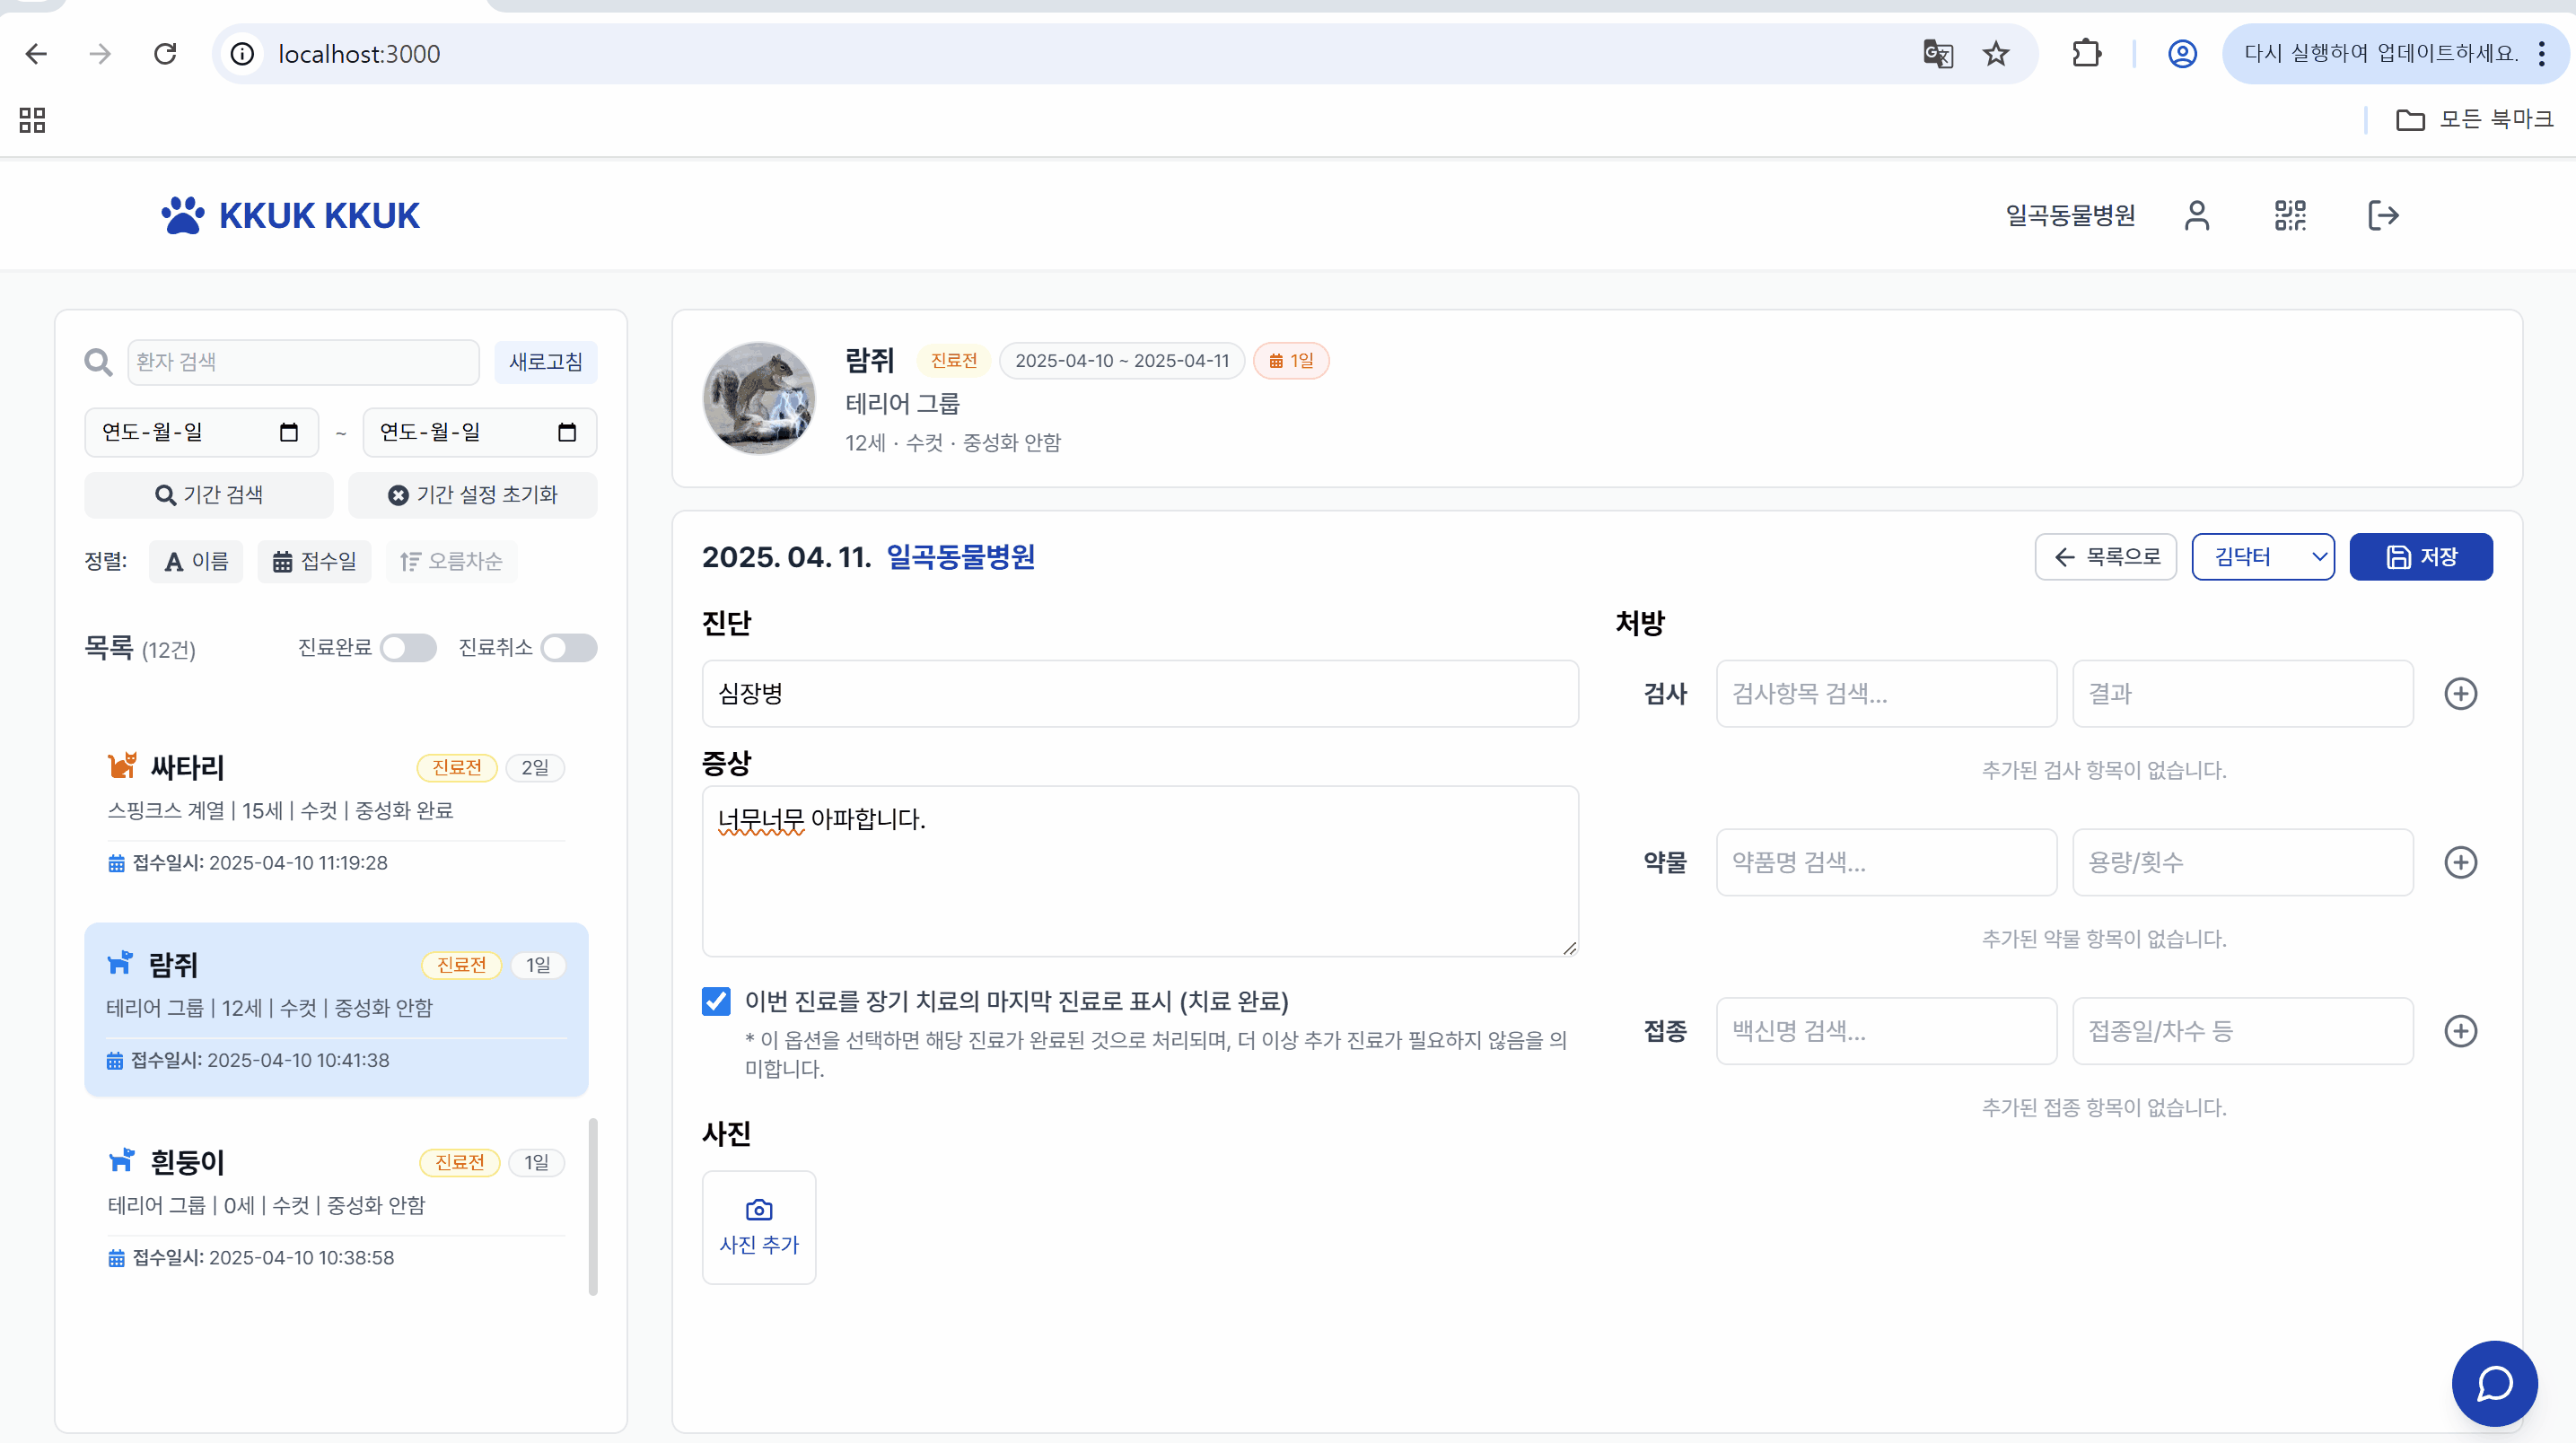 localhost:3000
다시 실행하여 업데이트하세요.
모든 북마크
KKUK KKUK
일곡동물병원
환자 검색
새로고침
연도-월-일 ~ 연도-월-일
기간 검색
기간 설정 초기화
정렬: 이름 접수일 오름차순
목록 (12건) 진료완료 진료취소
싸타리 진료전 2일
스핑크스 계열 | 15세 | 수컷 | 중성화 완료
접수일시: 2025-04-10 11:19:28
람쥐 진료전 1일
테리어 그룹 | 12세 | 수컷 | 중성화 안함
접수일시: 2025-04-10 10:41:38
흰둥이 진료전 1일
테리어 그룹 | 0세 | 수컷 | 중성화 안함
접수일시: 2025-04-10 10:38:58
람쥐 진료전 2025-04-10 ~ 2025-04-11 1일
테리어 그룹
12세 · 수컷 · 중성화 안함
2025. 04. 11. 일곡동물병원
목록으로
김닥터
저장
진단
심장병
증상
너무너무 아파합니다.
이번 진료를 장기 치료의 마지막 진료로 표시 (치료 완료)
* 이 옵션을 선택하면 해당 진료가 완료된 것으로 처리되며, 더 이상 추가 진료가 필요하지 않음을 의
미합니다.
사진
사진 추가
처방
검사 검사항목 검색... 결과
추가된 검사 항목이 없습니다.
약물 약품명 검색... 용량/횟수
추가된 약물 항목이 없습니다.
접종 백신명 검색... 접종일/차수 등
추가된 접종 항목이 없습니다.